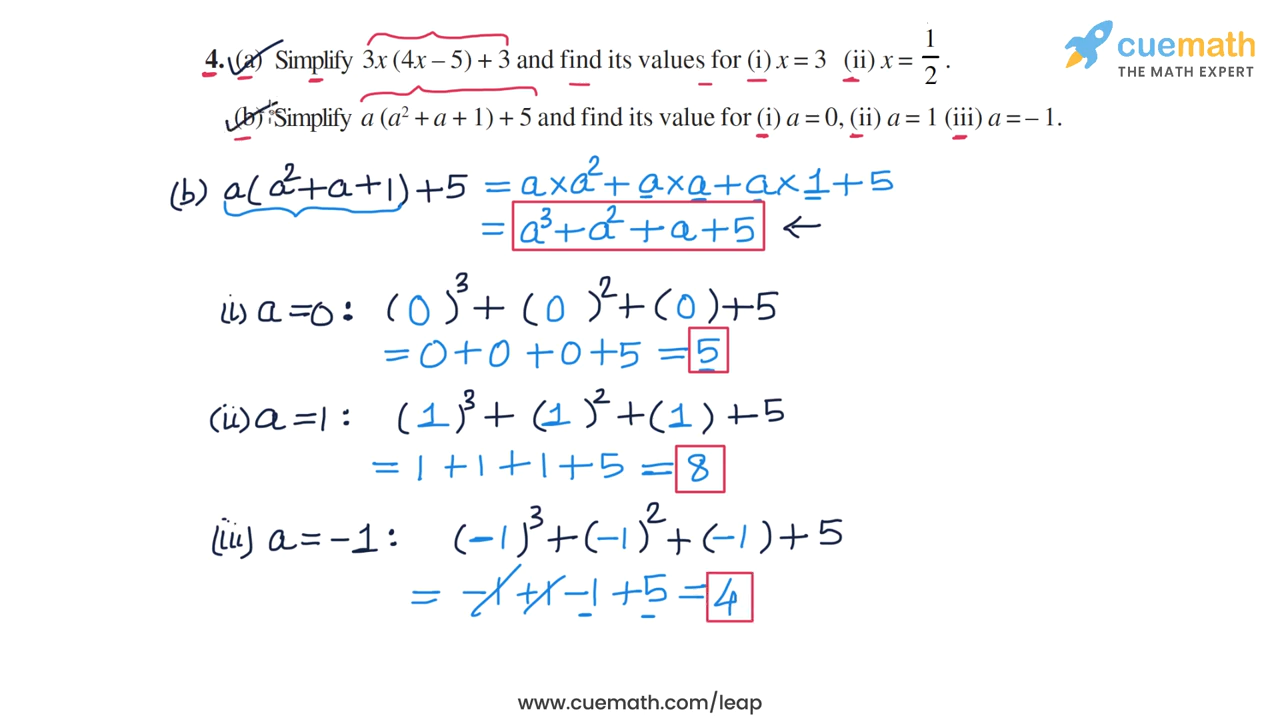 4. (a) Simplify 3x (4x – 5) + 3 and find its values for (i) x = 3 (ii) x = 1/2 .
cuemath
THE MATH EXPERT
(b) Simplify a (a² + a + 1) + 5 and find its value for (i) a = 0, (ii) a = 1 (iii) a = – 1.
(b) a(a²+a+1)+5 = a×a²+a×a+a×1+5
= a³+a²+a+5 ←
(i) a=0: (0)³+(0)²+(0)+5
=0+0+0+5=5
(ii) a=1: (1)³+(1)²+(1)+5
=1+1+1+5=8
(iii) a=-1: (-1)³+(-1)²+(-1)+5
= -1+1-1+5=4
www.cuemath.com/leap